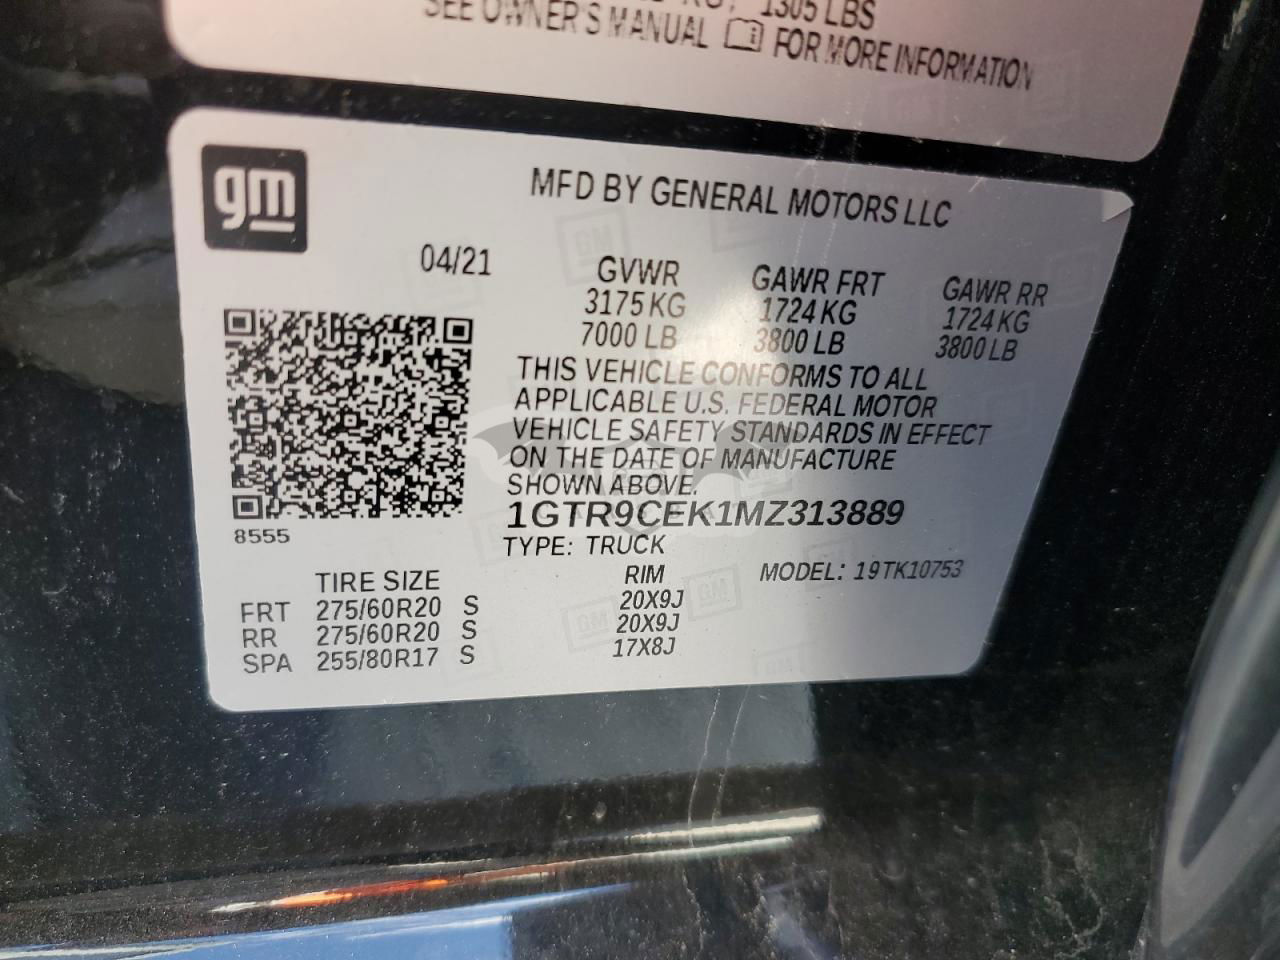 1305 LBS
SEE OWNER'S MANUAL FOR MORE INFORMATION
gm
MFD BY GENERAL MOTORS LLC
04/21
GVWR GAWR FRT GAWR RR
3175 KG 1724 KG 1724 KG
7000 LB 3800 LB 3800 LB
THIS VEHICLE CONFORMS TO ALL
APPLICABLE U.S. FEDERAL MOTOR
VEHICLE SAFETY STANDARDS IN EFFECT
ON THE DATE OF MANUFACTURE
SHOWN ABOVE.
1GTR9CEK1MZ313889
8555
TYPE: TRUCK
MODEL: 19TK10753
TIRE SIZE RIM
FRT 275/60R20 S 20X9J
RR 275/60R20 S 20X9J
SPA 255/80R17 S 17X8J